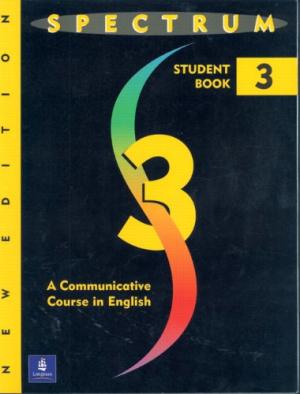 SPECTRUM
STUDENT
BOOK 3
NEW EDITION
3
A Communicative
Course in English
Longman